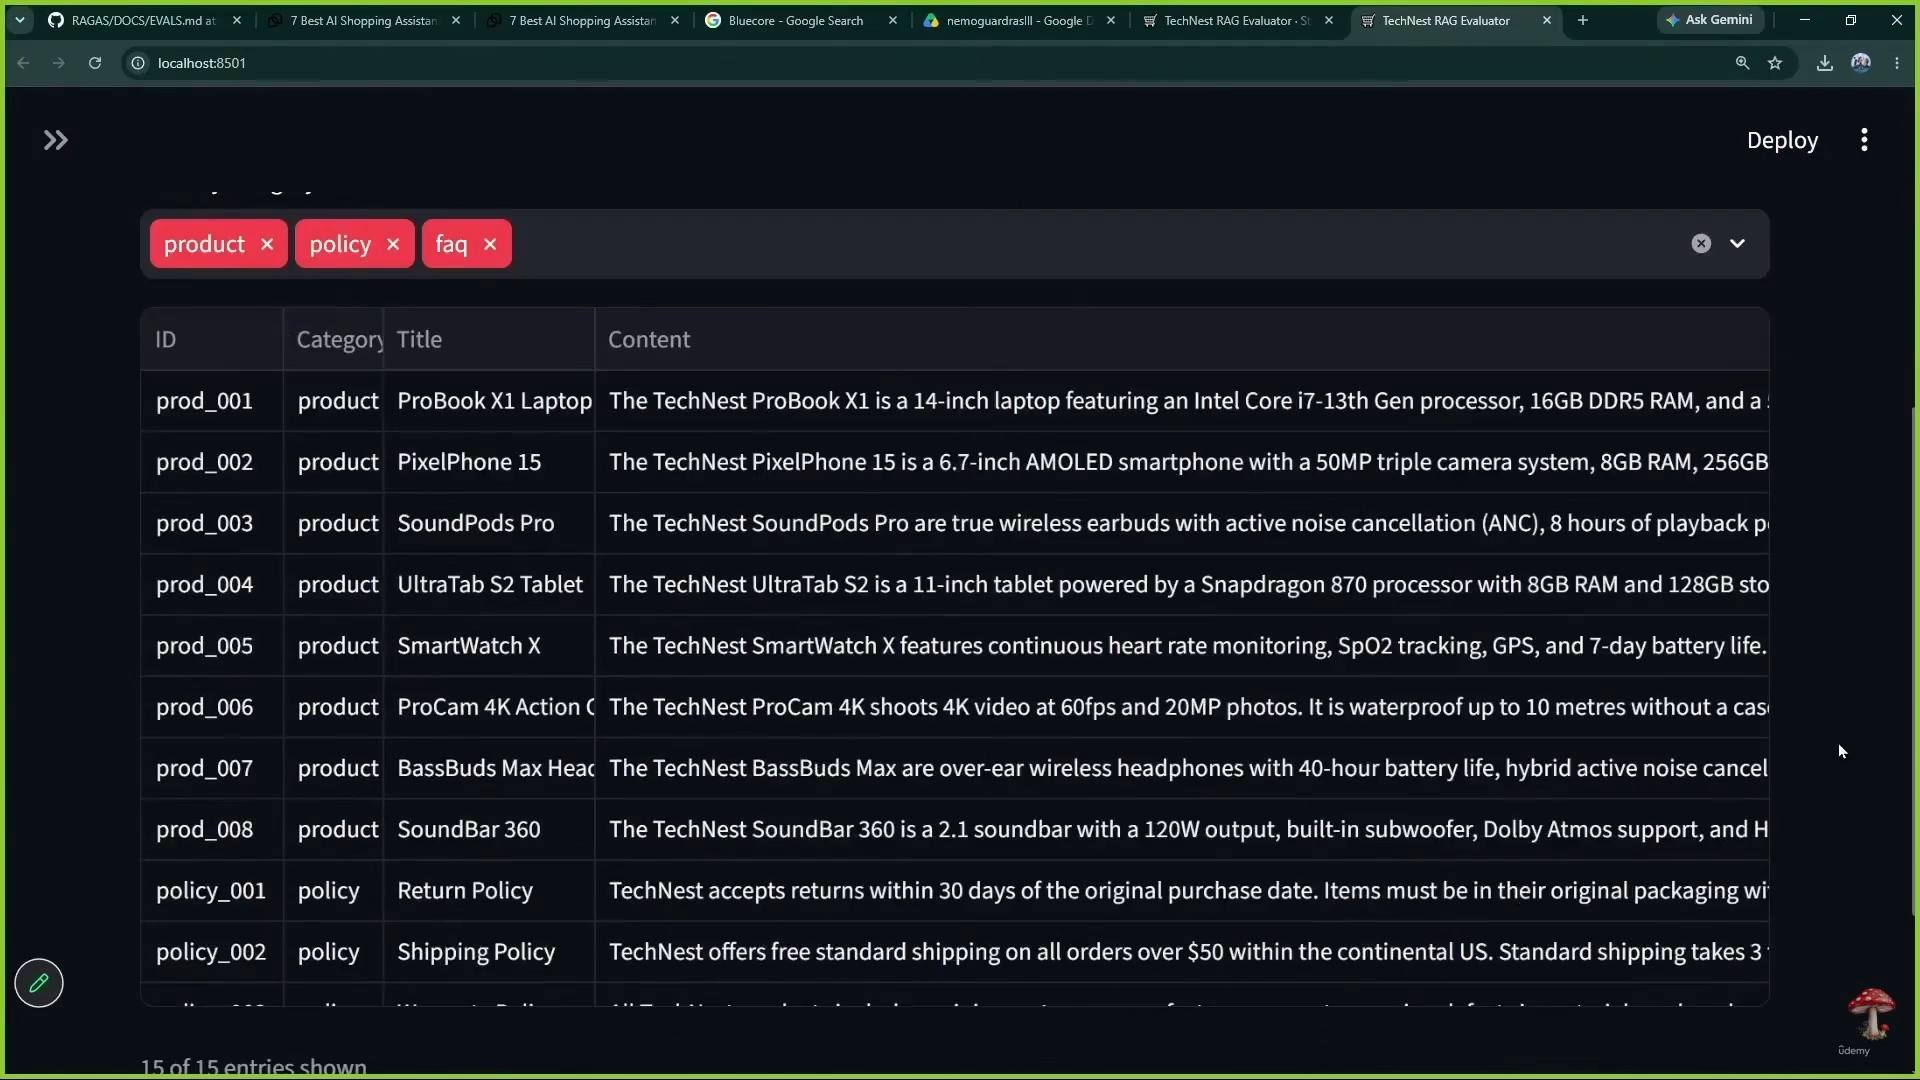 RAGAS/DOCS/EVALS.md at
7 Best AI Shopping Assistan
7 Best AI Shopping Assistan
Bluecore - Google Search
nemoguardraslll - Google D
TechNest RAG Evaluator · St
TechNest RAG Evaluator
Ask Gemini
localhost:8501
Deploy
product
policy
faq
ID Category Title Content
prod_001 product ProBook X1 Laptop The TechNest ProBook X1 is a 14-inch laptop featuring an Intel Core i7-13th Gen processor, 16GB DDR5 RAM, and a
prod_002 product PixelPhone 15 The TechNest PixelPhone 15 is a 6.7-inch AMOLED smartphone with a 50MP triple camera system, 8GB RAM, 256GB
prod_003 product SoundPods Pro The TechNest SoundPods Pro are true wireless earbuds with active noise cancellation (ANC), 8 hours of playback p
prod_004 product UltraTab S2 Tablet The TechNest UltraTab S2 is a 11-inch tablet powered by a Snapdragon 870 processor with 8GB RAM and 128GB sto
prod_005 product SmartWatch X The TechNest SmartWatch X features continuous heart rate monitoring, SpO2 tracking, GPS, and 7-day battery life.
prod_006 product ProCam 4K Action C The TechNest ProCam 4K shoots 4K video at 60fps and 20MP photos. It is waterproof up to 10 metres without a cas
prod_007 product BassBuds Max Head The TechNest BassBuds Max are over-ear wireless headphones with 40-hour battery life, hybrid active noise cancel
prod_008 product SoundBar 360 The TechNest SoundBar 360 is a 2.1 soundbar with a 120W output, built-in subwoofer, Dolby Atmos support, and H
policy_001 policy Return Policy TechNest accepts returns within 30 days of the original purchase date. Items must be in their original packaging wi
policy_002 policy Shipping Policy TechNest offers free standard shipping on all orders over $50 within the continental US. Standard shipping takes 3
15 of 15 entries shown
ûdemy